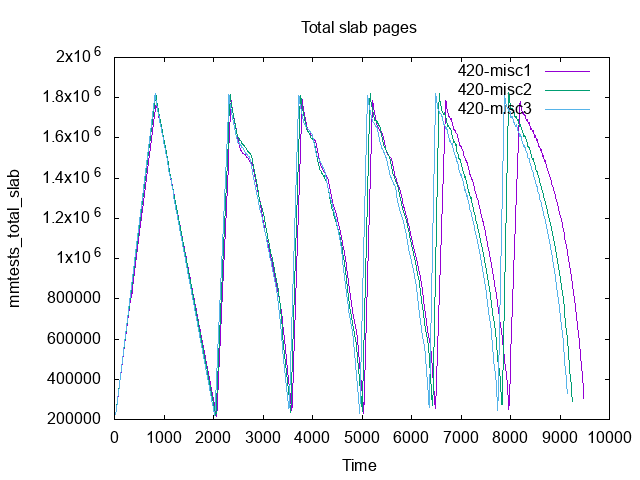 Total slab pages
2x10^6
1.8x10^6
1.6x10^6
1.4x10^6
1.2x10^6
1x10^6
800000
600000
400000
200000
mmtests_total_slab
420-misc1
420-misc2
420-misc3
0 1000 2000 3000 4000 5000 6000 7000 8000 9000 10000
Time